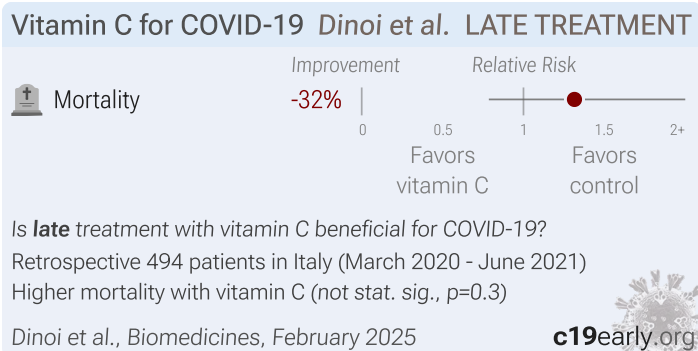 Vitamin C for COVID-19 Dinoi et al. LATE TREATMENT
Improvement Relative Risk
Mortality -32%
0 0.5 1 1.5 2+
Favors vitamin C
Favors control
Is late treatment with vitamin C beneficial for COVID-19?
Retrospective 494 patients in Italy (March 2020 - June 2021)
Higher mortality with vitamin C (not stat. sig., p=0.3)
Dinoi et al., Biomedicines, February 2025 c19early.org